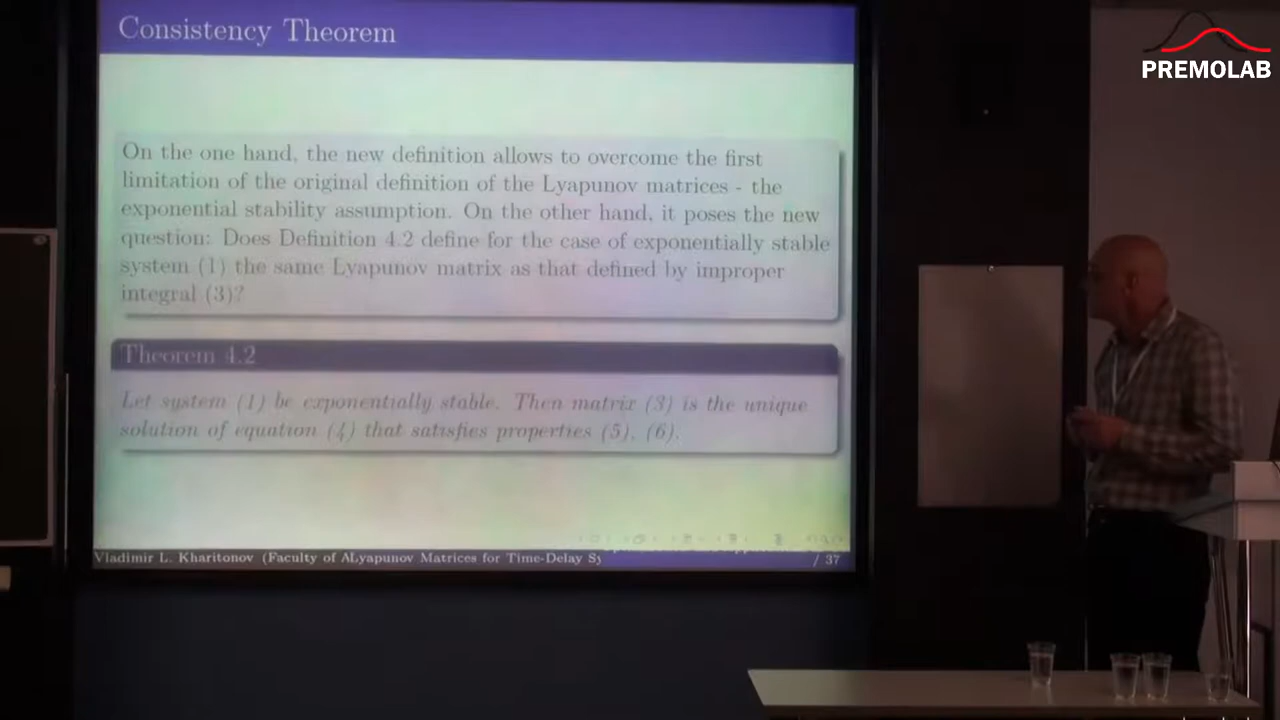 Consistency Theorem
PREMOLAB
On the one hand, the new definition allows to overcome the first
limitation of the original definition of the Lyapunov matrices - the
exponential stability assumption. On the other hand, it poses the new
question: Does Definition 4.2 define for the case of exponentially stable
system (1) the same Lyapunov matrix as that defined by improper
integral (3)?
Theorem 4.2
Let system (1) be exponentially stable. Then matrix (3) is the unique
solution of equation (4) that satisfies properties (5), (6).
Vladimir L. Kharitonov (Faculty of ALyapunov Matrices for Time-Delay Sy
/ 37